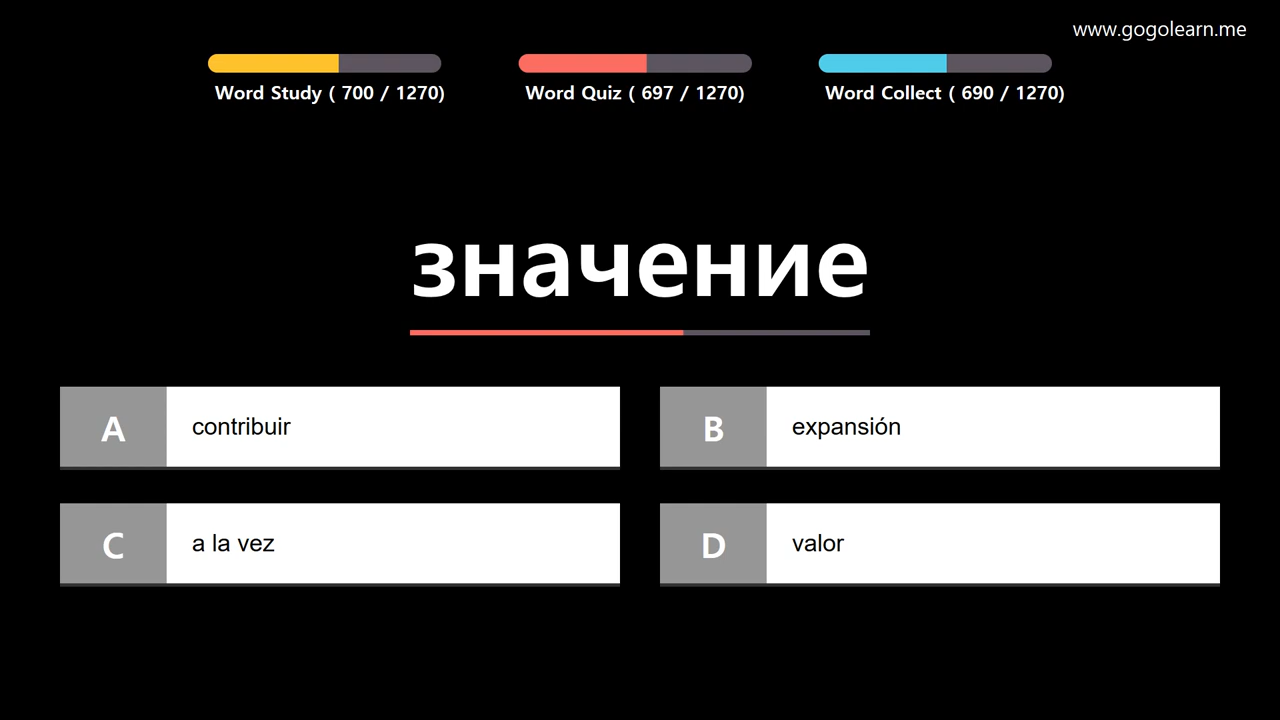 www.gogolearn.me
Word Study ( 700 / 1270)
Word Quiz ( 697 / 1270)
Word Collect ( 690 / 1270)
значение
A contribuir
B expansión
C a la vez
D valor